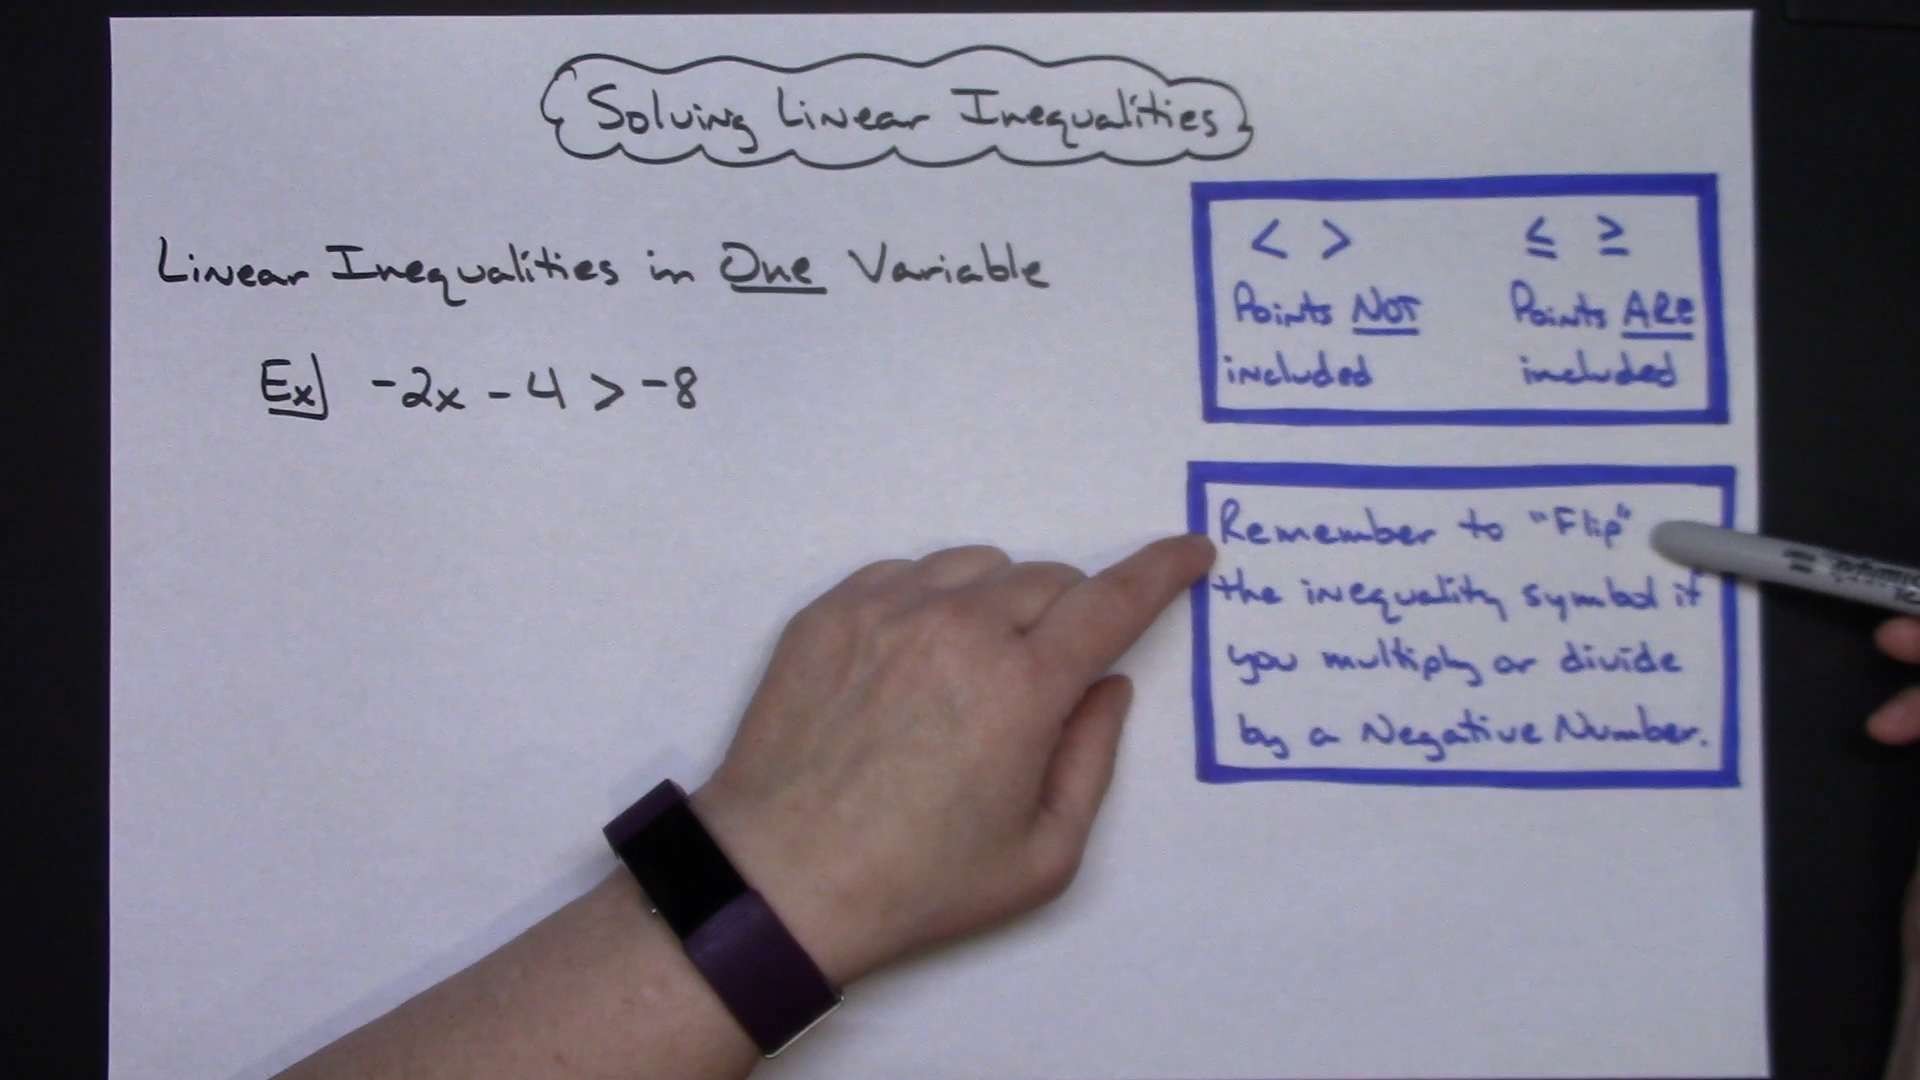 Solving Linear Inequalities
Linear Inequalities in One Variable
Ex) -2x - 4 > -8
< >
Points NOT
included
≤ ≥
Points ARE
included
Remember to "Flip"
the inequality symbol if
you multiply or divide
by a Negative Number.